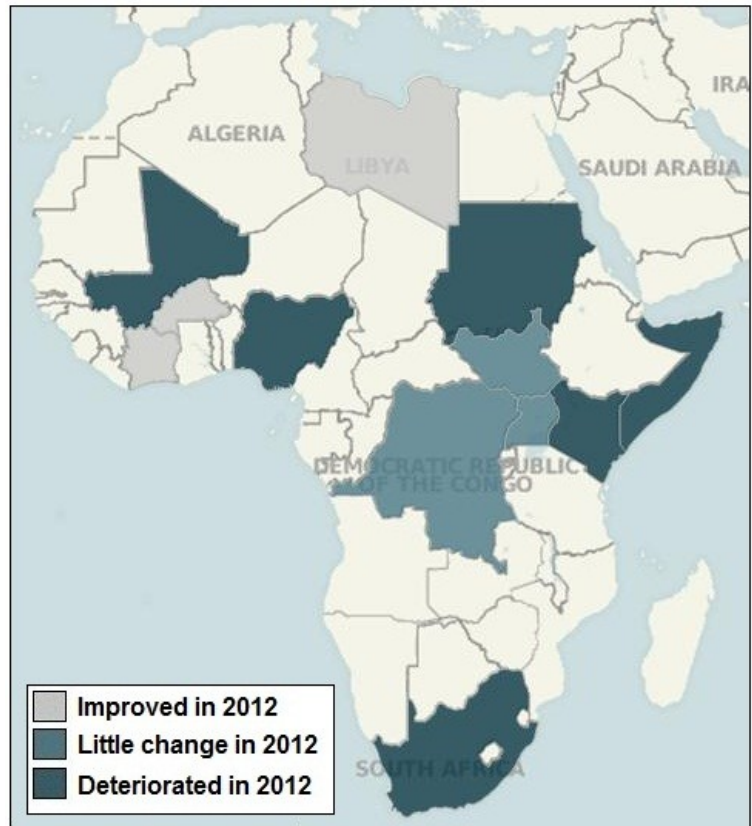 IRA
ALGERIA
LIBYA
SAUDI ARABIA
DEMOCRATIC REPUBLIC
OF THE CONGO
SOUTH AFRICA
Improved in 2012
Little change in 2012
Deteriorated in 2012